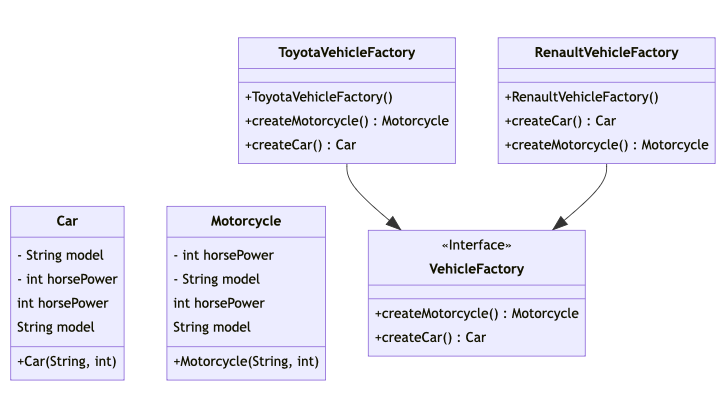 ToyotaVehicleFactory
+ToyotaVehicleFactory()
+createMotorcycle() : Motorcycle
+createCar() : Car
RenaultVehicleFactory
+RenaultVehicleFactory()
+createCar() : Car
+createMotorcycle() : Motorcycle
Car
- String model
- int horsePower
int horsePower
String model
+Car(String, int)
Motorcycle
- int horsePower
- String model
int horsePower
String model
+Motorcycle(String, int)
«Interface»
VehicleFactory
+createMotorcycle() : Motorcycle
+createCar() : Car